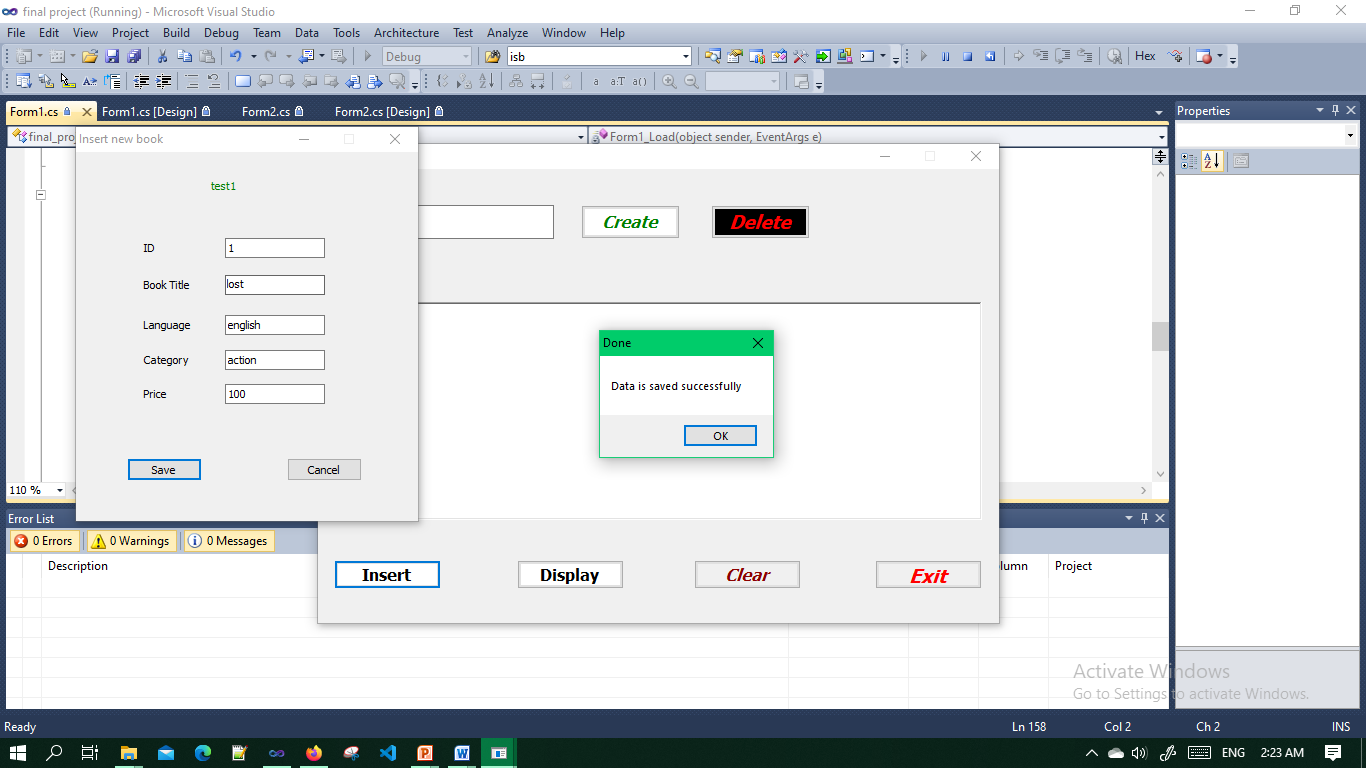 final project (Running) - Microsoft Visual Studio
File Edit View Project Build Debug Team Data Tools Architecture Test Analyze Window Help
Debug isb Hex
Form1.cs Form1.cs [Design] Form2.cs Form2.cs [Design]
Properties
final_proj
Form1_Load(object sender, EventArgs e)
Insert new book
test1
ID 1
Book Title lost
Language english
Category action
Price 100
Save Cancel
Create Delete
Done
Data is saved successfully
OK
Insert Display Clear Exit
110 %
Error List
0 Errors 0 Warnings 0 Messages
Description lumn Project
Activate Windows
Go to Settings to activate Windows.
Ready Ln 158 Col 2 Ch 2 INS
ENG 2:23 AM